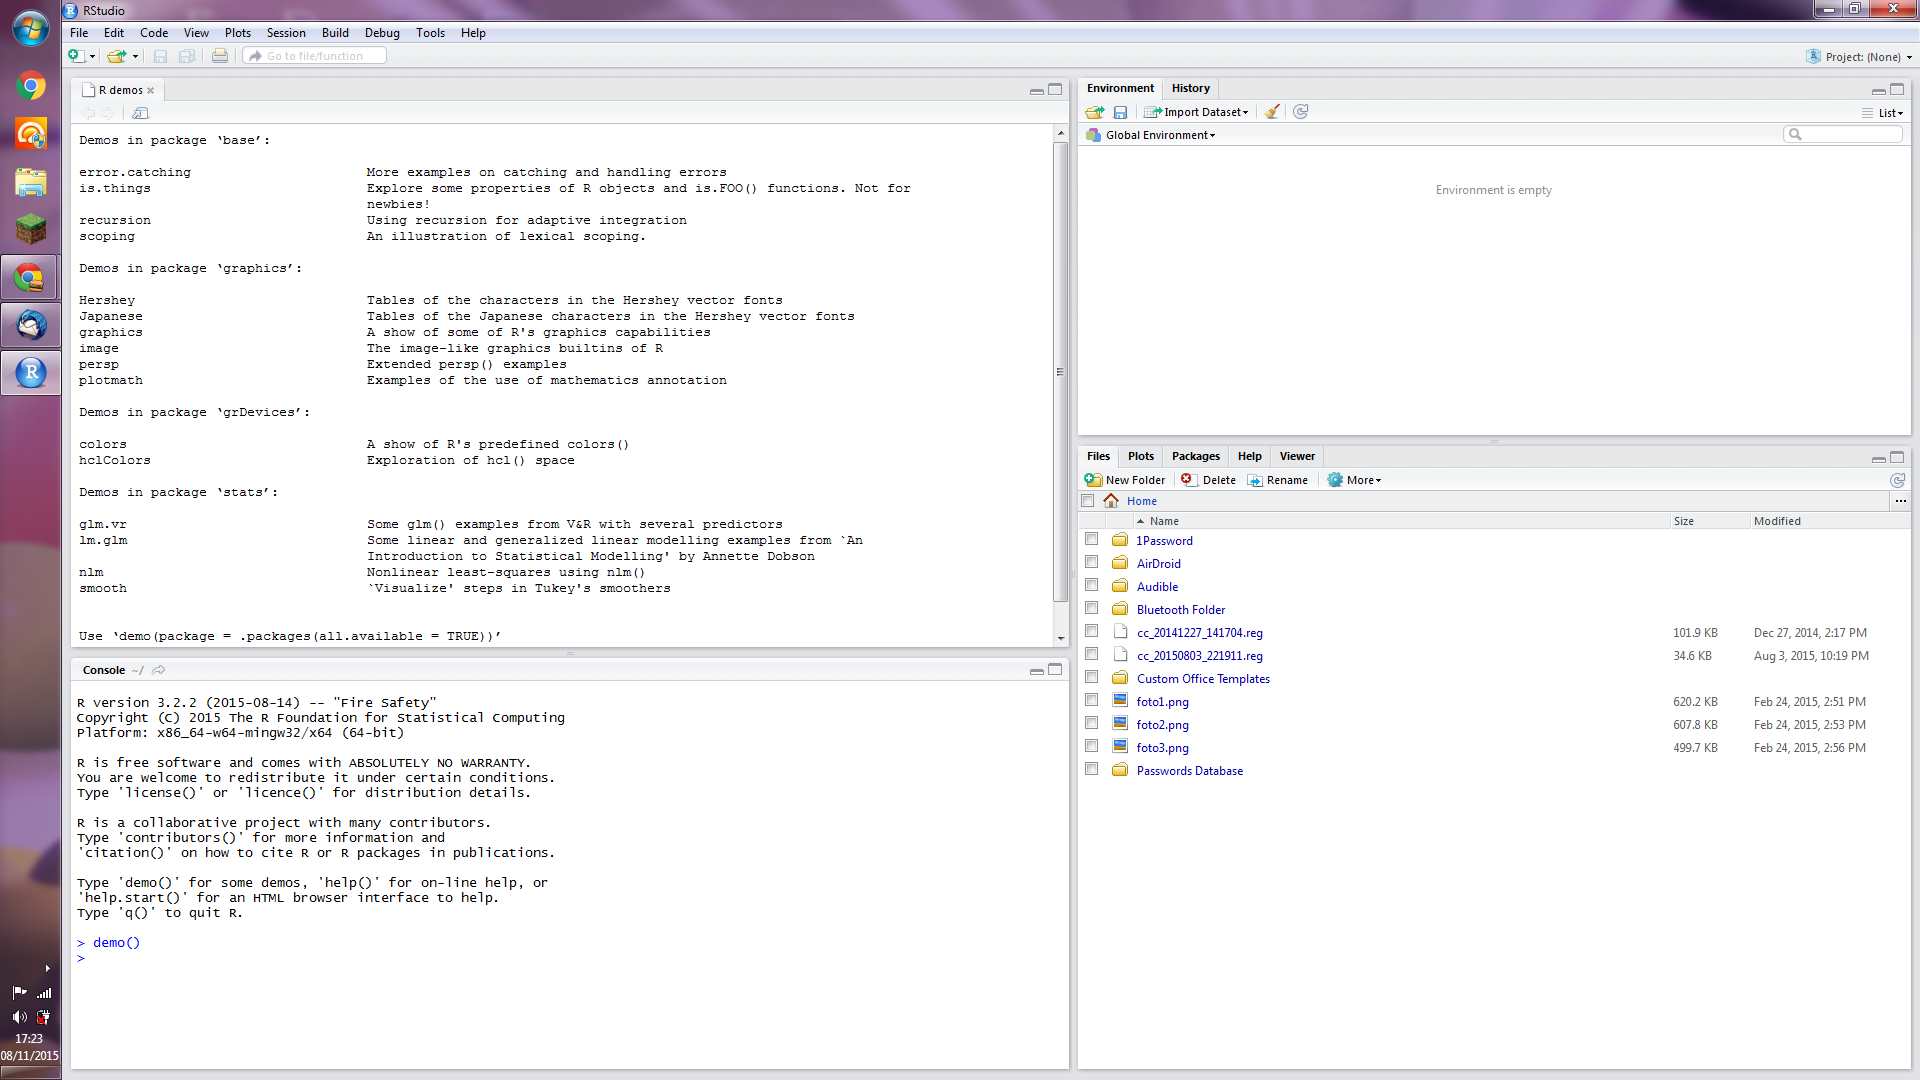 RStudio
File Edit Code View Plots Session Build Debug Tools Help
Go to file/function
Project: (None)
R demos
Demos in package ‘base’:
error.catching More examples on catching and handling errors
is.things Explore some properties of R objects and is.FOO() functions. Not for
newbies!
recursion Using recursion for adaptive integration
scoping An illustration of lexical scoping.
Demos in package ‘graphics’:
Hershey Tables of the characters in the Hershey vector fonts
Japanese Tables of the Japanese characters in the Hershey vector fonts
graphics A show of some of R's graphics capabilities
image The image-like graphics builtins of R
persp Extended persp() examples
plotmath Examples of the use of mathematics annotation
Demos in package ‘grDevices’:
colors A show of R's predefined colors()
hclColors Exploration of hcl() space
Demos in package ‘stats’:
glm.vr Some glm() examples from V&R with several predictors
lm.glm Some linear and generalized linear modelling examples from `An
Introduction to Statistical Modelling' by Annette Dobson
nlm Nonlinear least-squares using nlm()
smooth `Visualize' steps in Tukey's smoothers
Use ‘demo(package = .packages(all.available = TRUE))’
Console ~/
R version 3.2.2 (2015-08-14) -- "Fire Safety"
Copyright (C) 2015 The R Foundation for Statistical Computing
Platform: x86_64-w64-mingw32/x64 (64-bit)
R is free software and comes with ABSOLUTELY NO WARRANTY.
You are welcome to redistribute it under certain conditions.
Type 'license()' or 'licence()' for distribution details.
R is a collaborative project with many contributors.
Type 'contributors()' for more information and
'citation()' on how to cite R or R packages in publications.
Type 'demo()' for some demos, 'help()' for on-line help, or
'help.start()' for an HTML browser interface to help.
Type 'q()' to quit R.
> demo()
>
Environment History
Import Dataset List
Global Environment
Environment is empty
Files Plots Packages Help Viewer
New Folder Delete Rename More
Home ...
Name Size Modified
1Password
AirDroid
Audible
Bluetooth Folder
cc_20141227_141704.reg 101.9 KB Dec 27, 2014, 2:17 PM
cc_20150803_221911.reg 34.6 KB Aug 3, 2015, 10:19 PM
Custom Office Templates
foto1.png 620.2 KB Feb 24, 2015, 2:51 PM
foto2.png 607.8 KB Feb 24, 2015, 2:53 PM
foto3.png 499.7 KB Feb 24, 2015, 2:56 PM
Passwords Database
17:23
08/11/2015